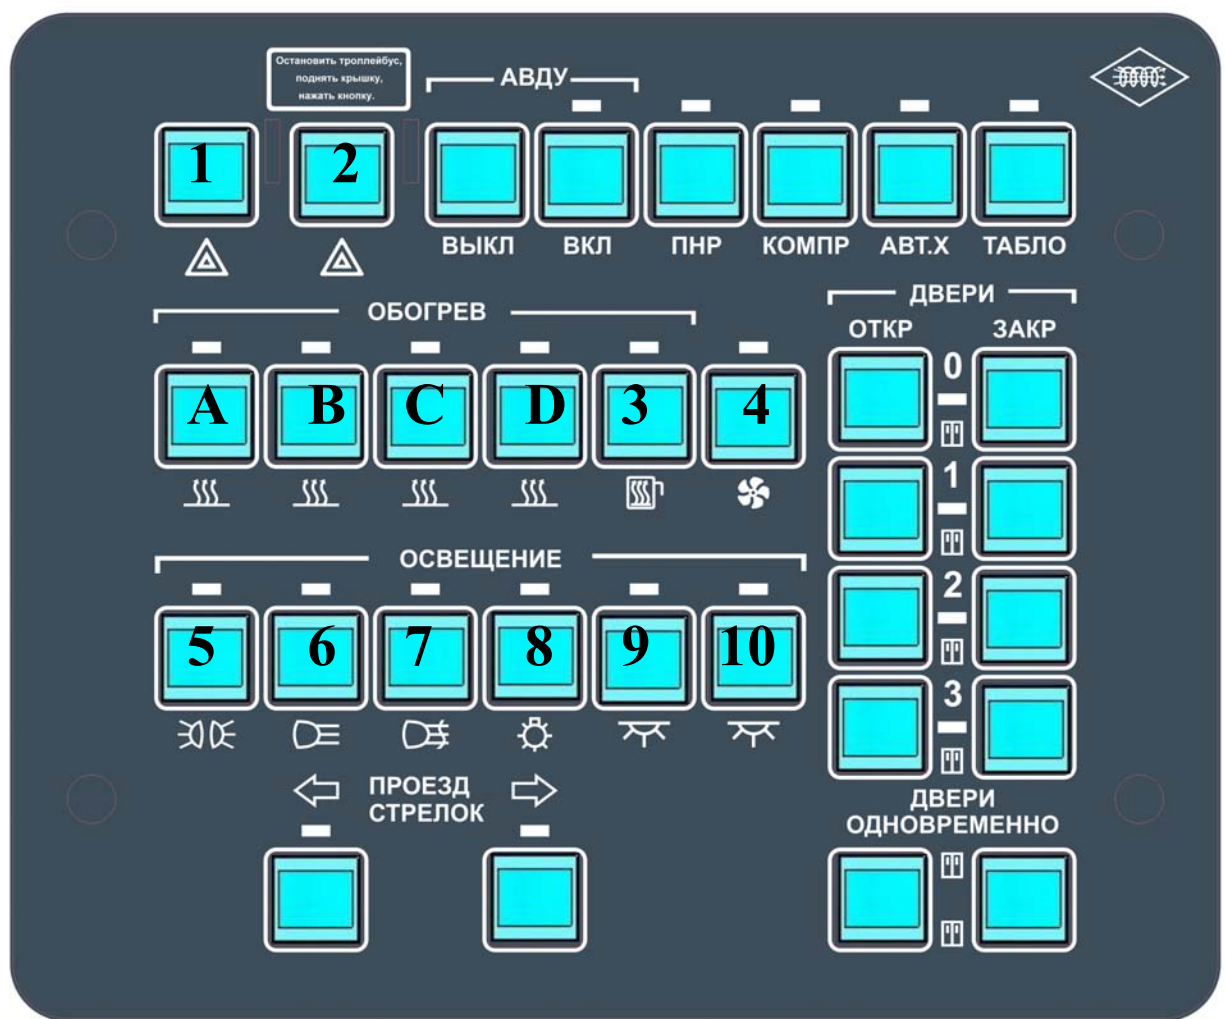 Остановить троллейбус,
поднять крышку,
нажать кнопку.
АВДУ
1 2
ВЫКЛ ВКЛ ПНР КОМПР АВТ.Х ТАБЛО
ОБОГРЕВ
ДВЕРИ
ОТКР ЗАКР
A B C D 3 4
0
1
2
3
ОСВЕЩЕНИЕ
5 6 7 8 9 10
ПРОЕЗД
СТРЕЛОК
ДВЕРИ
ОДНОВРЕМЕННО